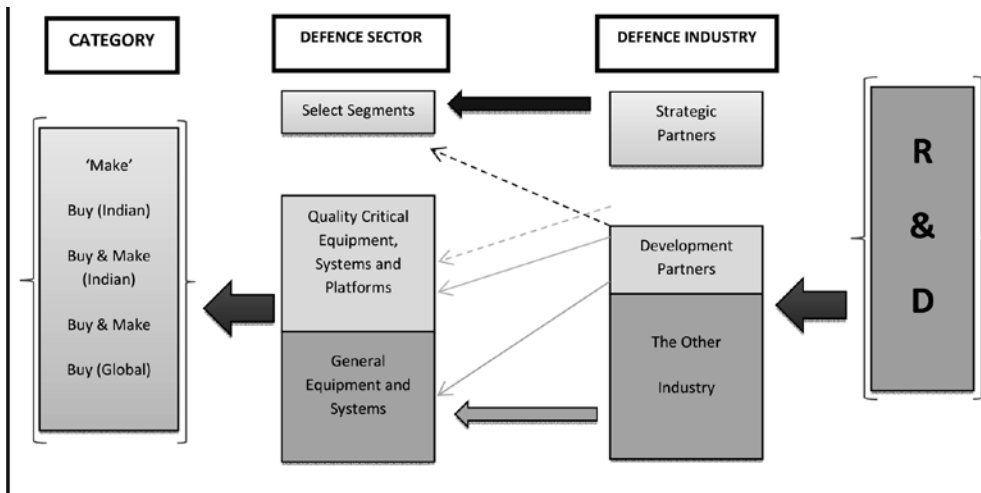 CATEGORY
DEFENCE SECTOR
DEFENCE INDUSTRY
‘Make’
Buy (Indian)
Buy & Make
(Indian)
Buy & Make
Buy (Global)
Select Segments
Quality Critical
Equipment,
Systems and
Platforms
General
Equipment and
Systems
Strategic
Partners
Development
Partners
The Other
Industry
R
&
D